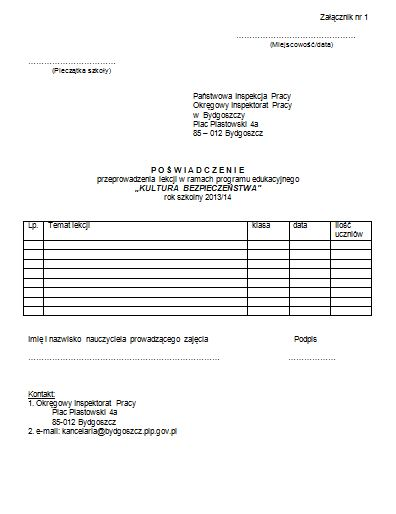 Załącznik nr 1
……………………………………
(Miejscowość/data)
……………………………
(Pieczątka szkoły)
Państwowa Inspekcja Pracy
Okręgowy Inspektorat Pracy
w Bydgoszczy
Plac Piastowski 4a
85 – 012 Bydgoszcz
P O Ś W I A D C Z E N I E
przeprowadzenia lekcji w ramach programu edukacyjnego
„KULTURA BEZPIECZEŃSTWA"
rok szkolny 2013/14
Lp. Temat lekcji klasa data ilość
uczniów
Imię i nazwisko nauczyciela prowadzącego zajęcia Podpis
…………………………………………………………… ………………
Kontakt:
1. Okręgowy Inspektorat Pracy
Plac Piastowski 4a
85-012 Bydgoszcz
2. e-mail: kancelaria@bydgoszcz.pip.gov.pl